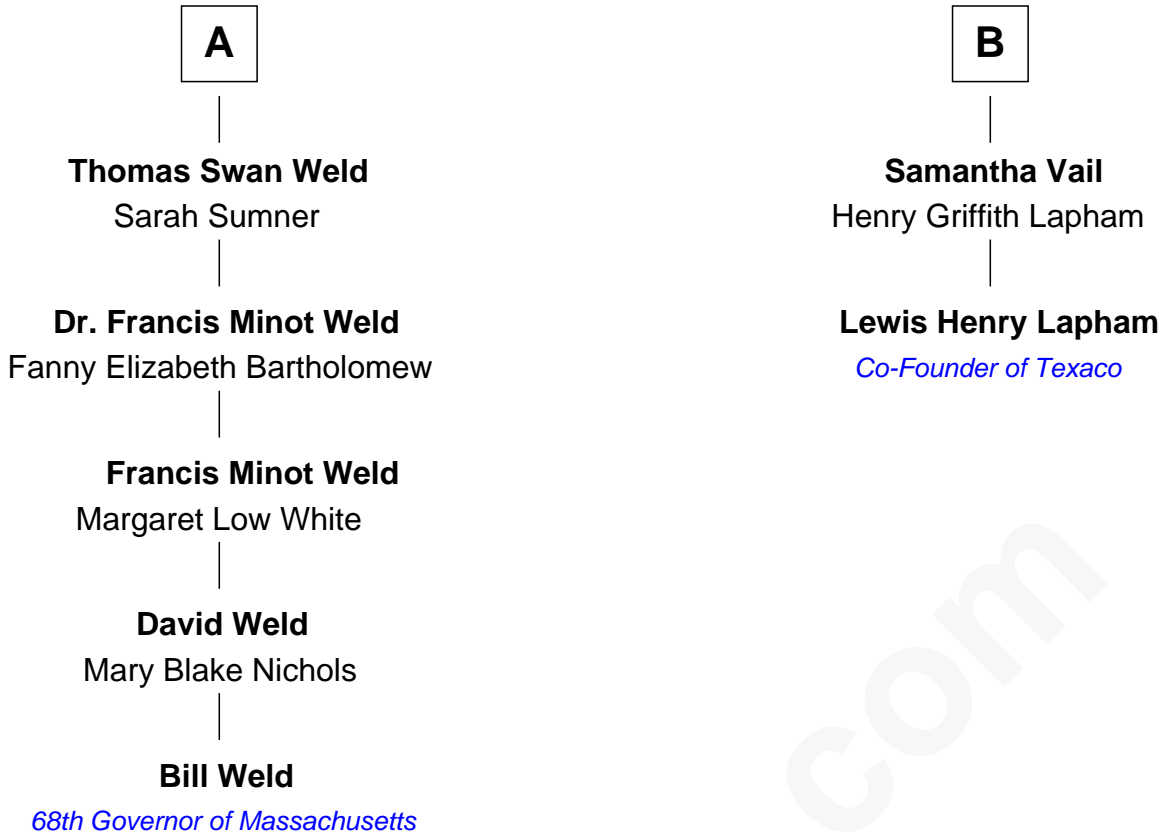 A
Thomas Swan Weld
Sarah Sumner
Dr. Francis Minot Weld
Fanny Elizabeth Bartholomew
Francis Minot Weld
Margaret Low White
David Weld
Mary Blake Nichols
Bill Weld
68th Governor of Massachusetts
B
Samantha Vail
Henry Griffith Lapham
Lewis Henry Lapham
Co-Founder of Texaco
com